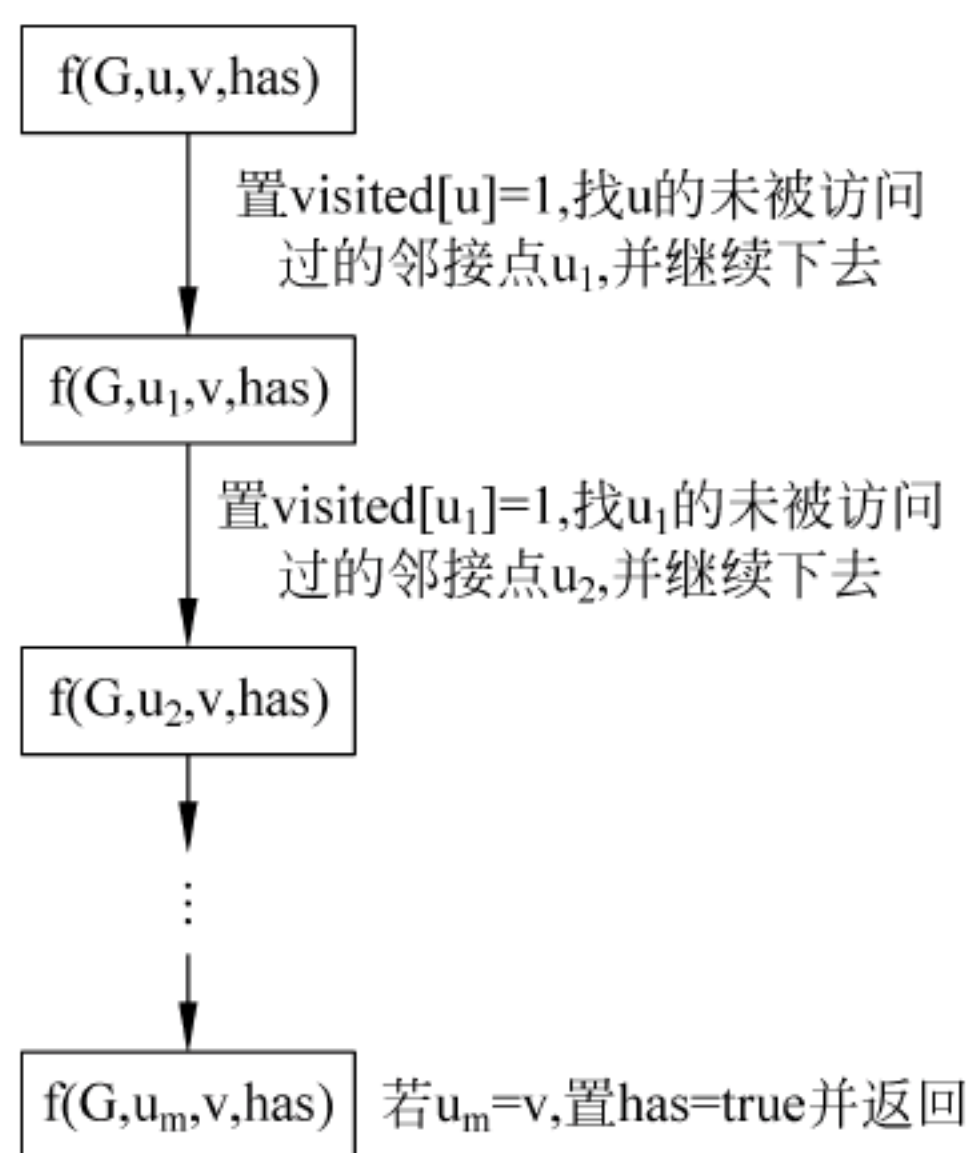 f(G,u,v,has)
置visited[u]=1,找u的未被访问
过的邻接点u₁,并继续下去
f(G,u₁,v,has)
置visited[u₁]=1,找u₁的未被访问
过的邻接点u₂,并继续下去
f(G,u₂,v,has)
⋮
f(G,uₘ,v,has) 若uₘ=v,置has=true并返回